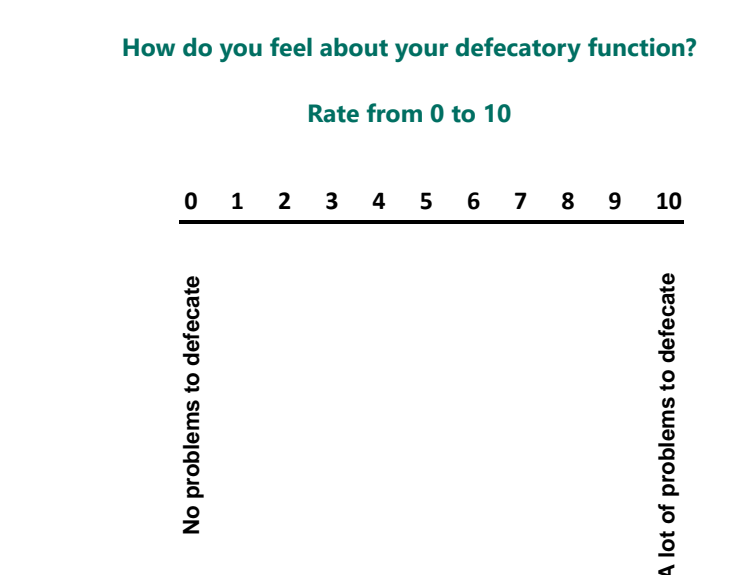 How do you feel about your defecatory function?
Rate from 0 to 10
0 1 2 3 4 5 6 7 8 9 10
No problems to defecate
A lot of problems to defecate